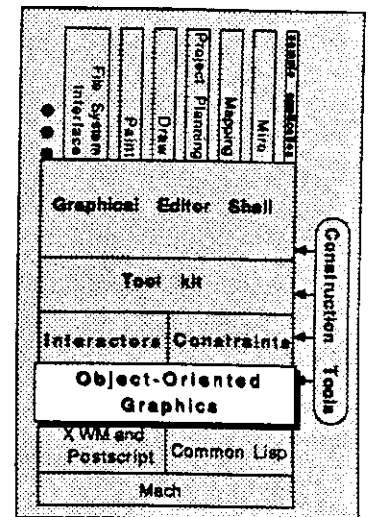 File System
Interface
Paint
Draw
Project Planning
Mapping
Miro
Graphical Editor Shell
Tool kit
Interactors
Constraints
Object-Oriented
Graphics
X WM and
Postscript
Common Lisp
Mach
Construction Tools